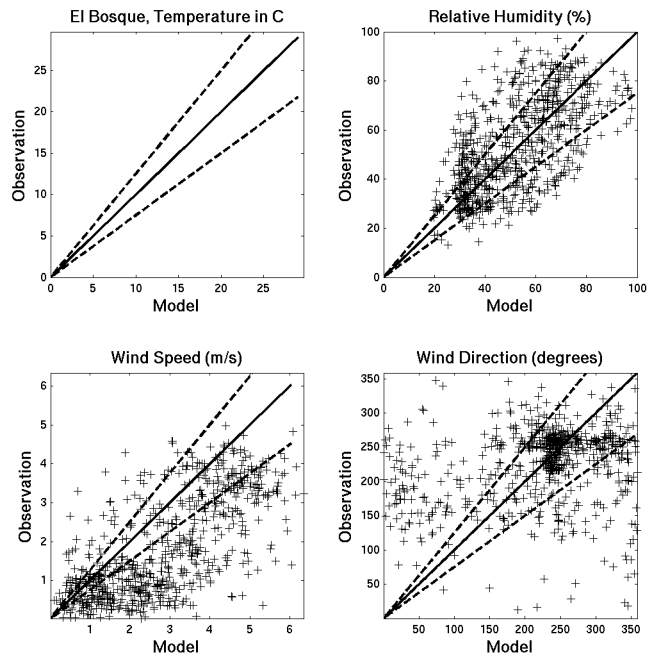 El Bosque, Temperature in C
Observation
25
20
15
10
5
0
0 5 10 15 20 25
Model
Relative Humidity (%)
Observation
100
80
60
40
20
0
0 20 40 60 80 100
Model
Wind Speed (m/s)
Observation
6
5
4
3
2
1
1 2 3 4 5 6
Model
Wind Direction (degrees)
Observation
350
300
250
200
150
100
50
50 100 150 200 250 300 350
Model